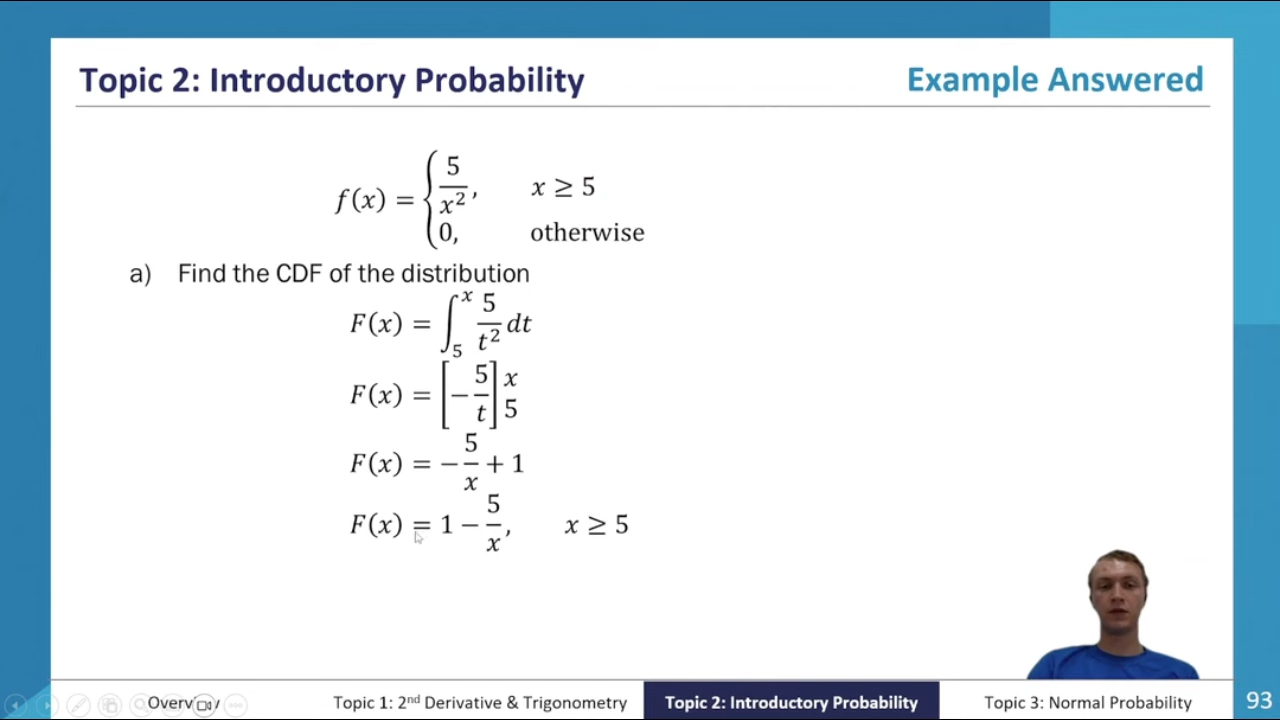 Topic 2: Introductory Probability
Example Answered
f(x) = { 5/x², x ≥ 5
0, otherwise
a) Find the CDF of the distribution
F(x) = ∫₅ˣ 5/t² dt
F(x) = [−5/t] x 5
F(x) = −5/x + 1
F(x) = 1 − 5/x, x ≥ 5
Topic 1: 2nd Derivative & Trigonometry
Topic 2: Introductory Probability
Topic 3: Normal Probability
93